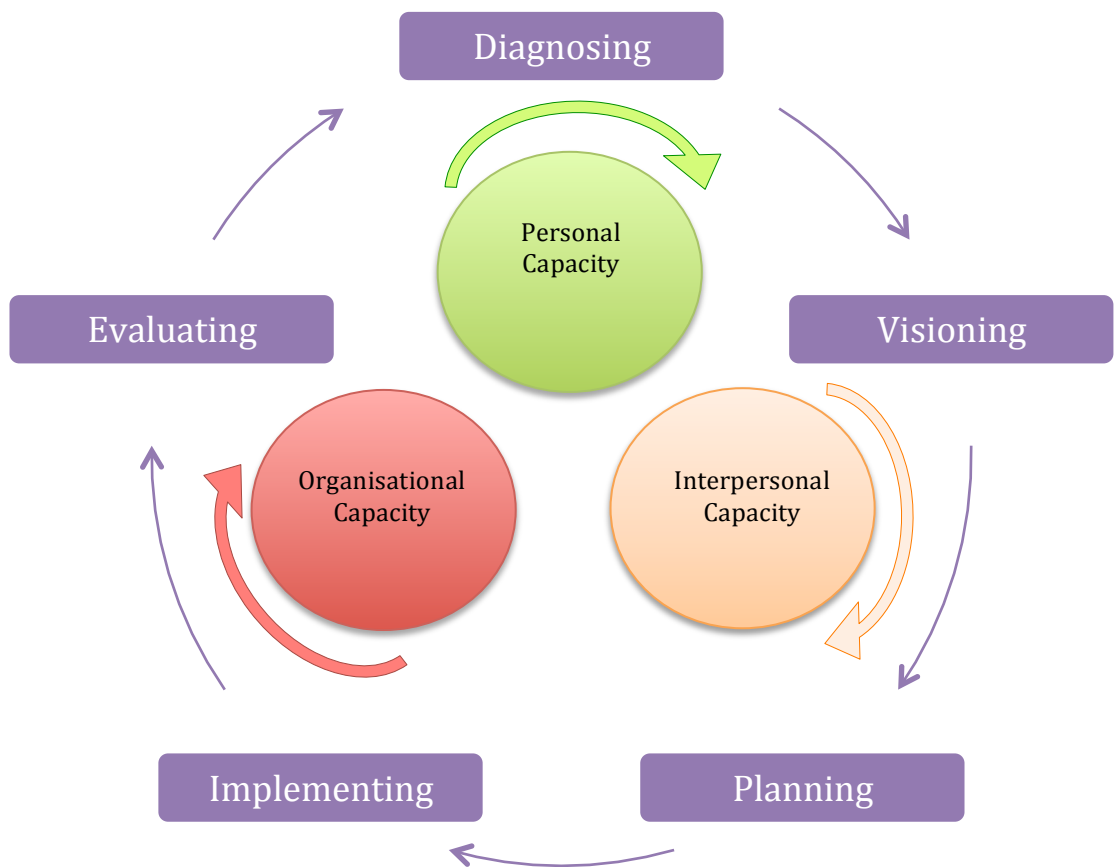 Diagnosing
Personal
Capacity
Evaluating
Visioning
Organisational
Capacity
Interpersonal
Capacity
Implementing
Planning